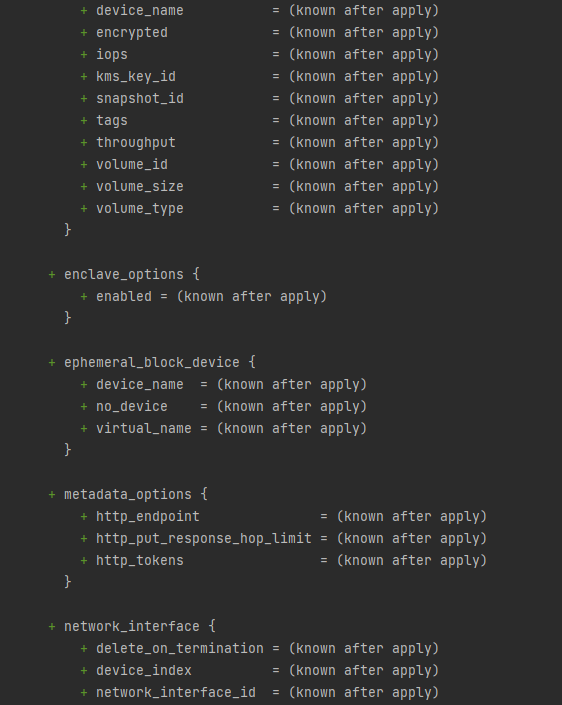 + device_name           = (known after apply)
+ encrypted             = (known after apply)
+ iops                  = (known after apply)
+ kms_key_id            = (known after apply)
+ snapshot_id           = (known after apply)
+ tags                  = (known after apply)
+ throughput            = (known after apply)
+ volume_id             = (known after apply)
+ volume_size           = (known after apply)
+ volume_type           = (known after apply)
}
+ enclave_options {
+ enabled = (known after apply)
}
+ ephemeral_block_device {
+ device_name  = (known after apply)
+ no_device    = (known after apply)
+ virtual_name = (known after apply)
}
+ metadata_options {
+ http_endpoint               = (known after apply)
+ http_put_response_hop_limit = (known after apply)
+ http_tokens                 = (known after apply)
}
+ network_interface {
+ delete_on_termination = (known after apply)
+ device_index          = (known after apply)
+ network_interface_id  = (known after apply)